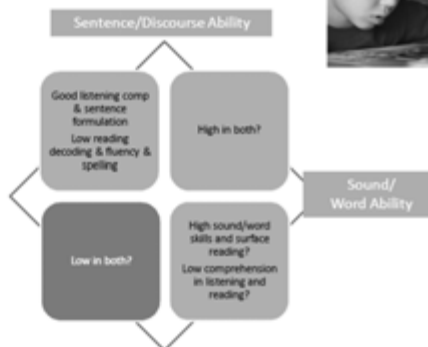 Sentence/Discourse Ability
Good listening comp
& sentence
formulation
Low reading
decoding & fluency &
spelling
High in both?
Sound/
Word Ability
Low in both?
High sound/word
skills and surface
reading?
Low comprehension
in listening and
reading?